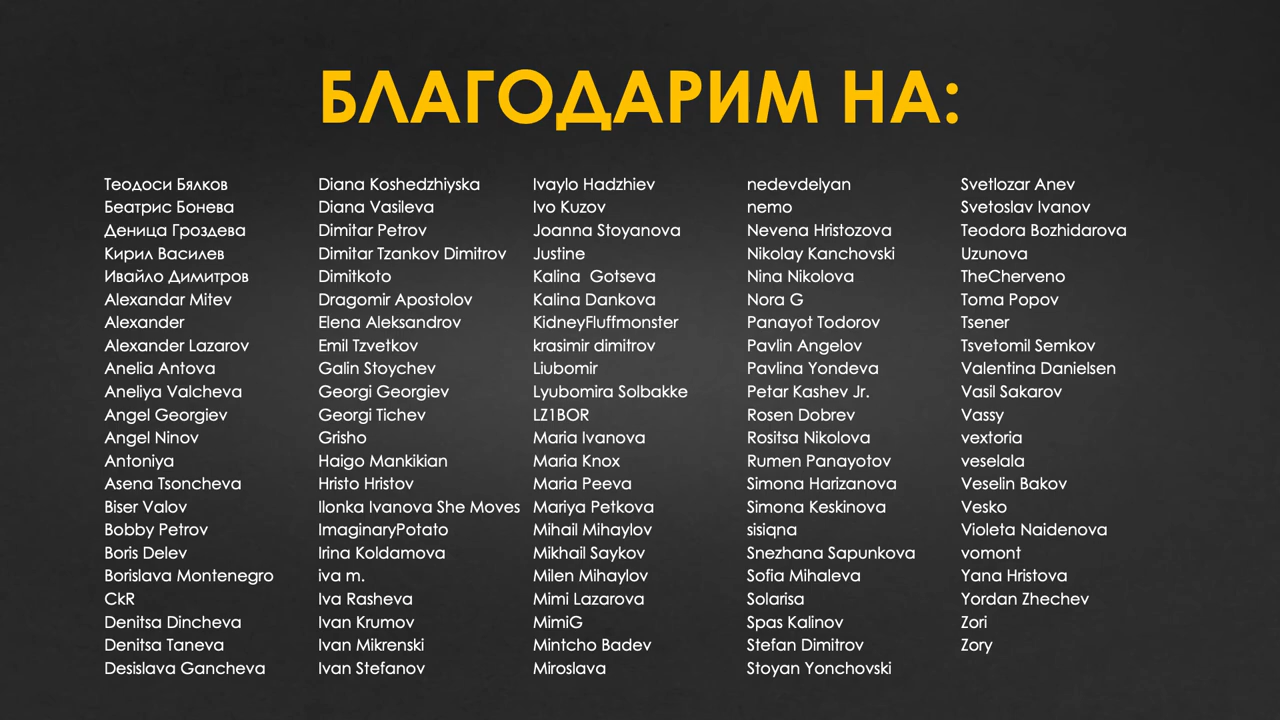 БЛАГОДАРИМ НА:
Теодоси Бялков
Беатрис Бонева
Деница Гроздева
Кирил Василев
Ивайло Димитров
Alexandar Mitev
Alexander
Alexander Lazarov
Anelia Antova
Aneliya Valcheva
Angel Georgiev
Angel Ninov
Antoniya
Asena Tsoncheva
Biser Valov
Bobby Petrov
Boris Delev
Borislava Montenegro
CkR
Denitsa Dincheva
Denitsa Taneva
Desislava Gancheva
Diana Koshedzhiyska
Diana Vasileva
Dimitar Petrov
Dimitar Tzankov Dimitrov
Dimitkoto
Dragomir Apostolov
Elena Aleksandrov
Emil Tzvetkov
Galin Stoychev
Georgi Georgiev
Georgi Tichev
Grisho
Haigo Mankikian
Hristo Hristov
Ilonka Ivanova She Moves
ImaginaryPotato
Irina Koldamova
iva m.
Iva Rasheva
Ivan Krumov
Ivan Mikrenski
Ivan Stefanov
Ivaylo Hadzhiev
Ivo Kuzov
Joanna Stoyanova
Justine
Kalina  Gotseva
Kalina Dankova
KidneyFluffmonster
krasimir dimitrov
Liubomir
Lyubomira Solbakke
LZ1BOR
Maria Ivanova
Maria Knox
Maria Peeva
Mariya Petkova
Mihail Mihaylov
Mikhail Saykov
Milen Mihaylov
Mimi Lazarova
MimiG
Mintcho Badev
Miroslava
nedevdelyan
nemo
Nevena Hristozova
Nikolay Kanchovski
Nina Nikolova
Nora G
Panayot Todorov
Pavlin Angelov
Pavlina Yondeva
Petar Kashev Jr.
Rosen Dobrev
Rositsa Nikolova
Rumen Panayotov
Simona Harizanova
Simona Keskinova
sisiqna
Snezhana Sapunkova
Sofia Mihaleva
Solarisa
Spas Kalinov
Stefan Dimitrov
Stoyan Yonchovski
Svetlozar Anev
Svetoslav Ivanov
Teodora Bozhidarova
Uzunova
TheCherveno
Toma Popov
Tsener
Tsvetomil Semkov
Valentina Danielsen
Vasil Sakarov
Vassy
vextoria
veselala
Veselin Bakov
Vesko
Violeta Naidenova
vomont
Yana Hristova
Yordan Zhechev
Zori
Zory